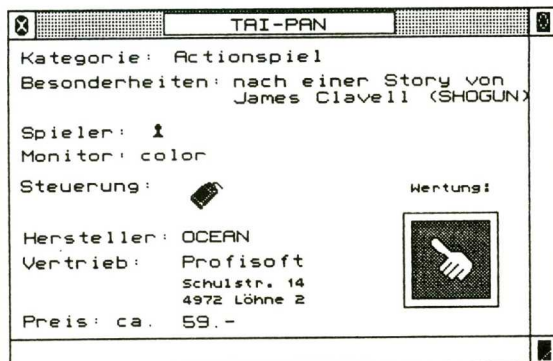 TAI-PAN
Kategorie: Actionspiel
Besonderheiten: nach einer Story von
James Clavell (SHOGUN)
Spieler:
Monitor: color
Steuerung:
Wertung:
Hersteller: OCEAN
Vertrieb: Profisoft
Schulstr. 14
4972 Löhne 2
Preis: ca. 59.-